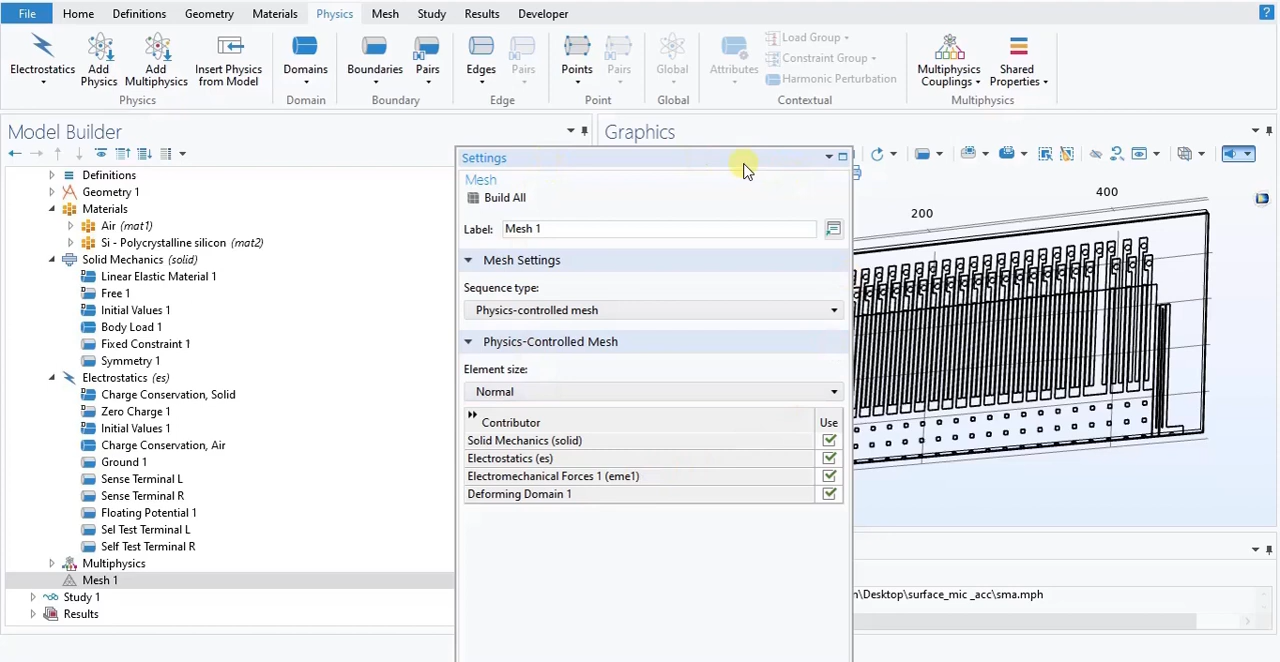 File Home Definitions Geometry Materials Physics Mesh Study Results Developer ?
Electrostatics Add Physics Add Multiphysics Insert Physics from Model Domains Boundaries Pairs Edges Pairs Points Pairs Global Attributes Load Group Constraint Group Harmonic Perturbation Multiphysics Couplings Shared Properties
Physics Domain Boundary Edge Point Global Contextual Multiphysics
Model Builder
Definitions
Geometry 1
Materials
Air (mat1)
Si - Polycrystalline silicon (mat2)
Solid Mechanics (solid)
Linear Elastic Material 1
Free 1
Initial Values 1
Body Load 1
Fixed Constraint 1
Symmetry 1
Electrostatics (es)
Charge Conservation, Solid
Zero Charge 1
Initial Values 1
Charge Conservation, Air
Ground 1
Sense Terminal L
Sense Terminal R
Floating Potential 1
Sel Test Terminal L
Self Test Terminal R
Multiphysics
Mesh 1
Study 1
Results
Settings
Mesh
Build All
Label: Mesh 1
Mesh Settings
Sequence type:
Physics-controlled mesh
Physics-Controlled Mesh
Element size:
Normal
Contributor Use
Solid Mechanics (solid)
Electrostatics (es)
Electromechanical Forces 1 (eme1)
Deforming Domain 1
Graphics
400
200
n\Desktop\surface_mic _acc\sma.mph